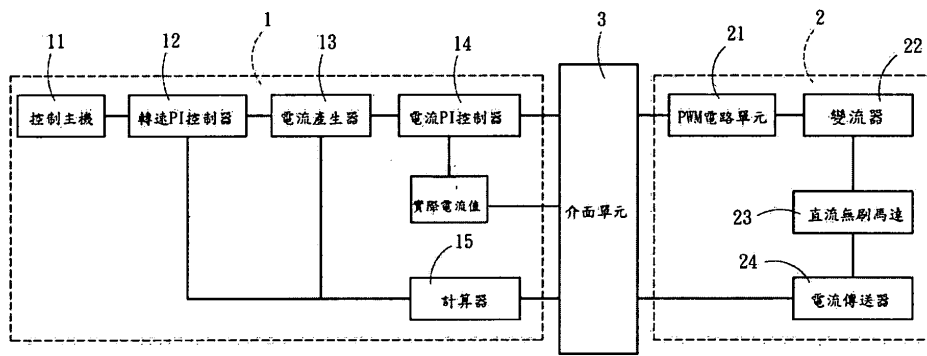 11
12
1
13
14
3
21
2
22
控制主機
轉速PI控制器
電流產生器
電流PI控制器
PWM電路單元
變流器
實際電流值
介面單元
23
直流無刷馬達
15
24
計算器
電流傳送器